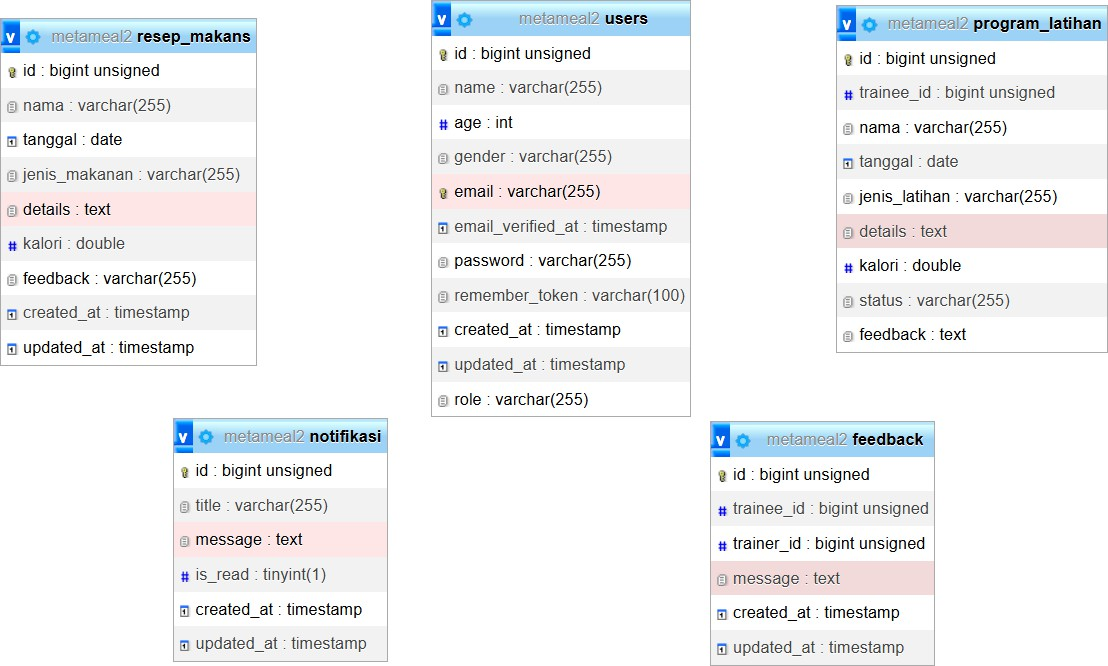 v metameal2 resep_makans
id : bigint unsigned
nama : varchar(255)
tanggal : date
jenis_makanan : varchar(255)
details : text
# kalori : double
feedback : varchar(255)
created_at : timestamp
updated_at : timestamp
v metameal2 users
id : bigint unsigned
name : varchar(255)
# age : int
gender : varchar(255)
email : varchar(255)
email_verified_at : timestamp
password : varchar(255)
remember_token : varchar(100)
created_at : timestamp
updated_at : timestamp
role : varchar(255)
v metameal2 program_latihan
id : bigint unsigned
# trainee_id : bigint unsigned
nama : varchar(255)
tanggal : date
jenis_latihan : varchar(255)
details : text
# kalori : double
status : varchar(255)
feedback : text
v metameal2 notifikasi
id : bigint unsigned
title : varchar(255)
message : text
# is_read : tinyint(1)
created_at : timestamp
updated_at : timestamp
v metameal2 feedback
id : bigint unsigned
# trainee_id : bigint unsigned
# trainer_id : bigint unsigned
message : text
created_at : timestamp
updated_at : timestamp